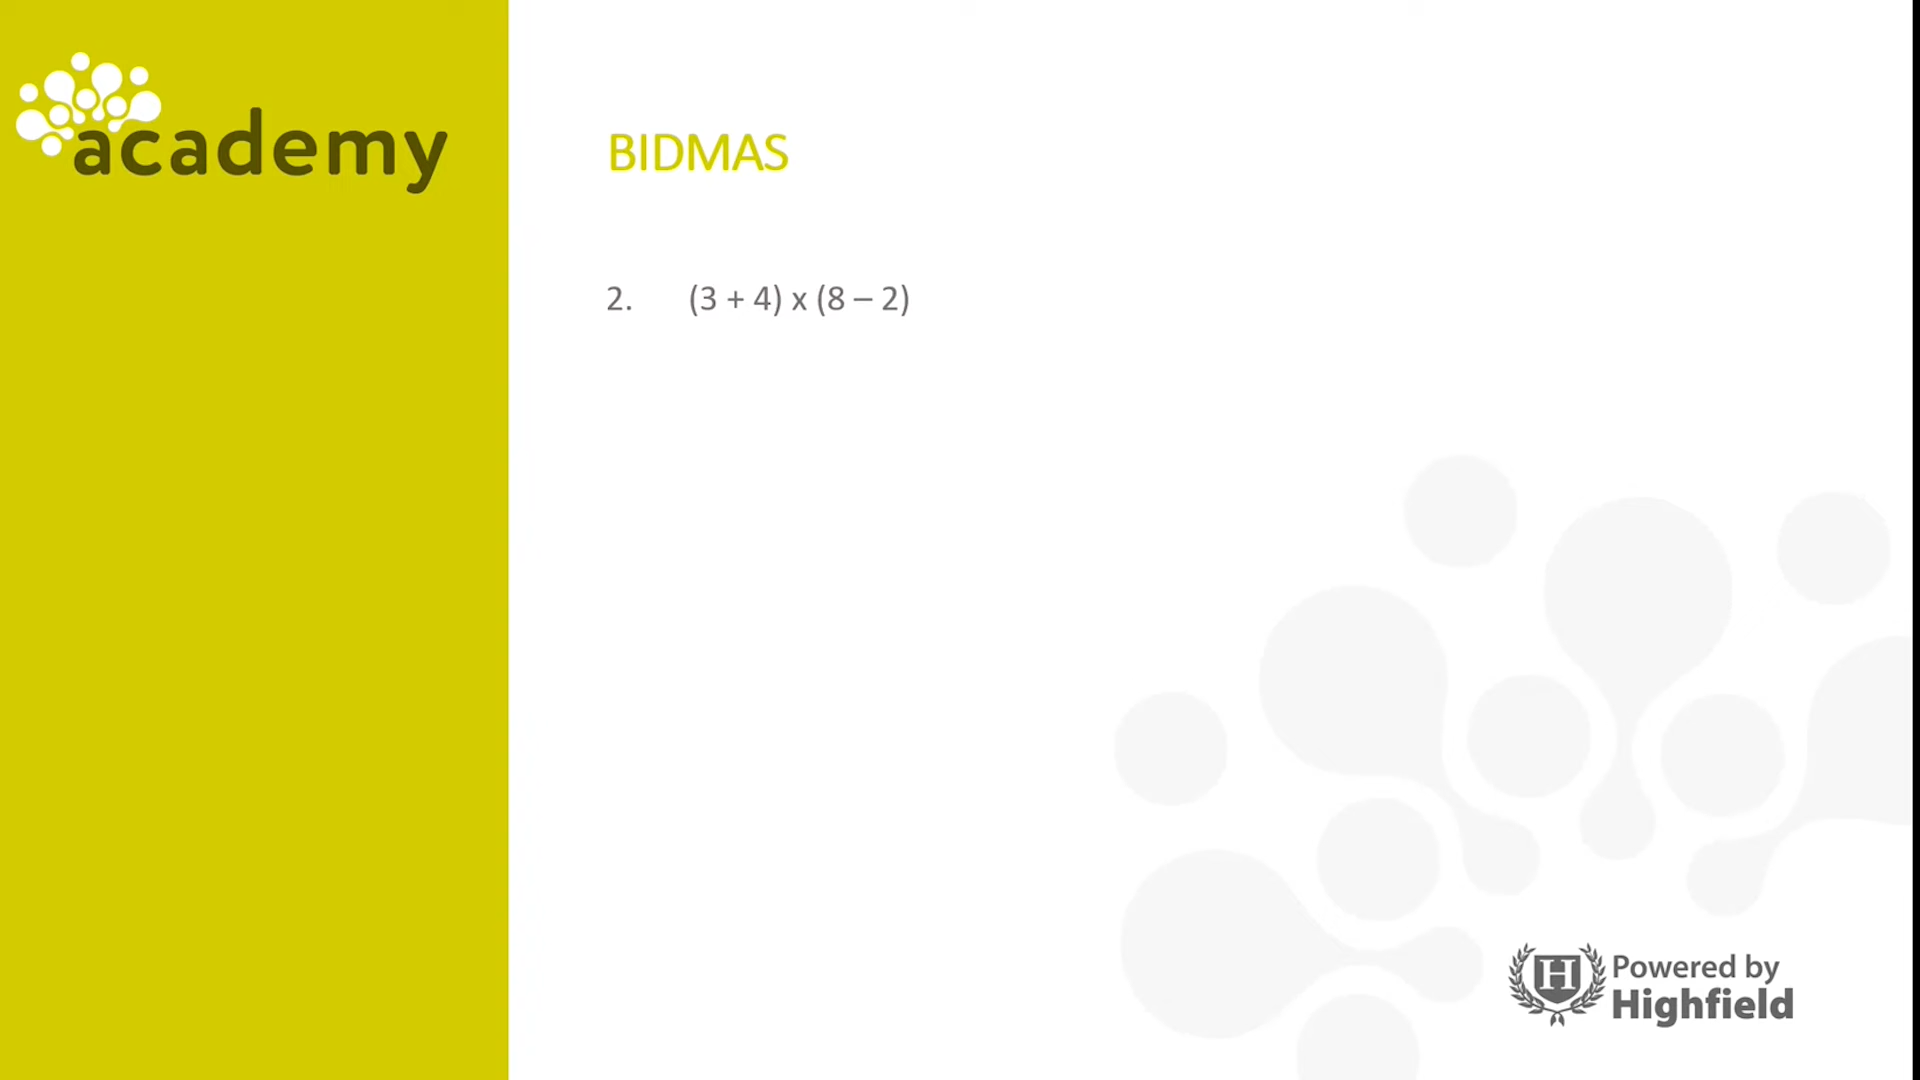 academy
BIDMAS
2. (3 + 4) x (8 – 2)
H
Powered by
Highfield